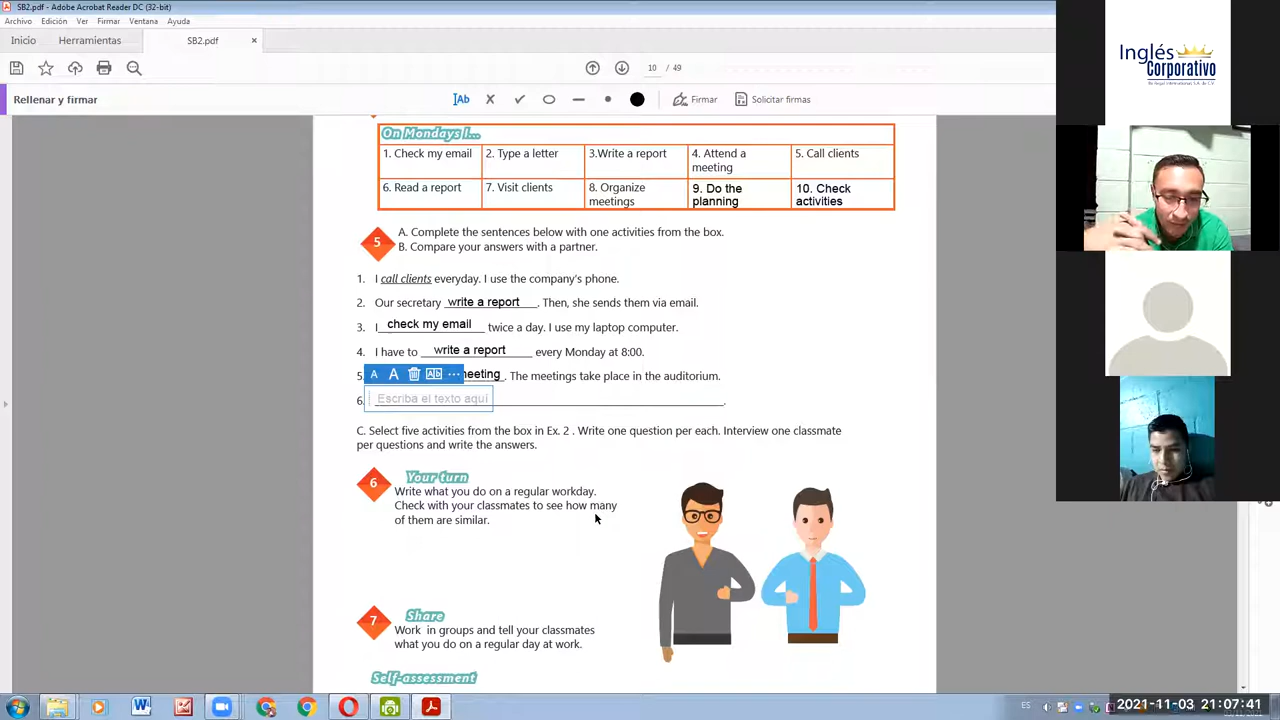 SB2.pdf - Adobe Acrobat Reader DC (32-bit)
Archivo Edición Ver Firmar Ventana Ayuda
Inicio Herramientas SB2.pdf ×
10 / 49
Rellenar y firmar
Ab Firmar Solicitar firmas
On Mondays I...
1. Check my email 2. Type a letter 3.Write a report 4. Attend a meeting 5. Call clients
6. Read a report 7. Visit clients 8. Organize meetings 9. Do the planning 10. Check activities
5 A. Complete the sentences below with one activities from the box.
B. Compare your answers with a partner.
1. I call clients everyday. I use the company's phone.
2. Our secretary write a report. Then, she sends them via email.
3. I check my email twice a day. I use my laptop computer.
4. I have to write a report every Monday at 8:00.
A A Ab ...
5. meeting. The meetings take place in the auditorium.
6. Escriba el texto aquí.
C. Select five activities from the box in Ex. 2 . Write one question per each. Interview one classmate
per questions and write the answers.
6 Your turn
Write what you do on a regular workday.
Check with your classmates to see how many
of them are similar.
7 Share
Work in groups and tell your classmates
what you do on a regular day at work.
Self-assessment
Inglés
Corporativo
ES
2021-11-03 21:07:41